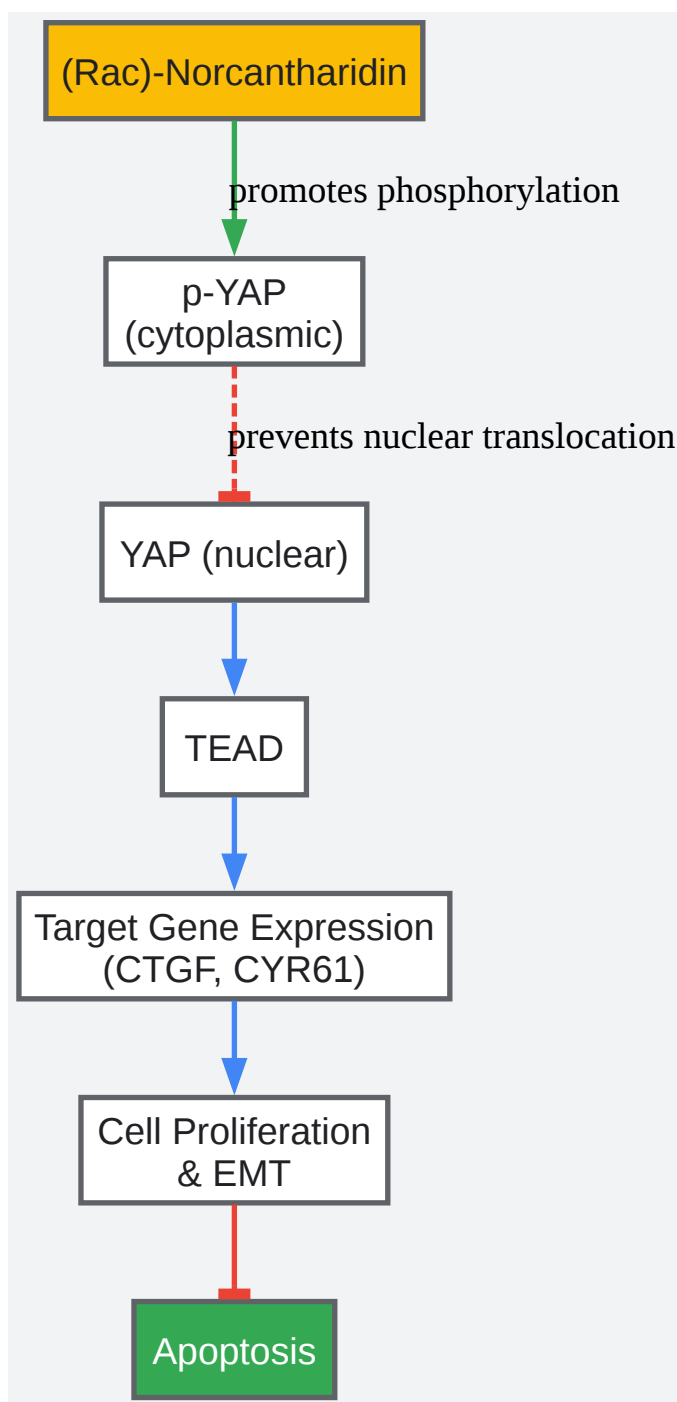 (Rac)-Norcantharidin
promotes phosphorylation
p-YAP
(cytoplasmic)
prevents nuclear translocation
YAP (nuclear)
TEAD
Target Gene Expression
(CTGF, CYR61)
Cell Proliferation
& EMT
Apoptosis